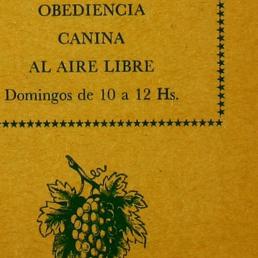 OBEDIENCIA
CANINA
AL AIRE LIBRE
Domingos de 10 a 12 Hs.